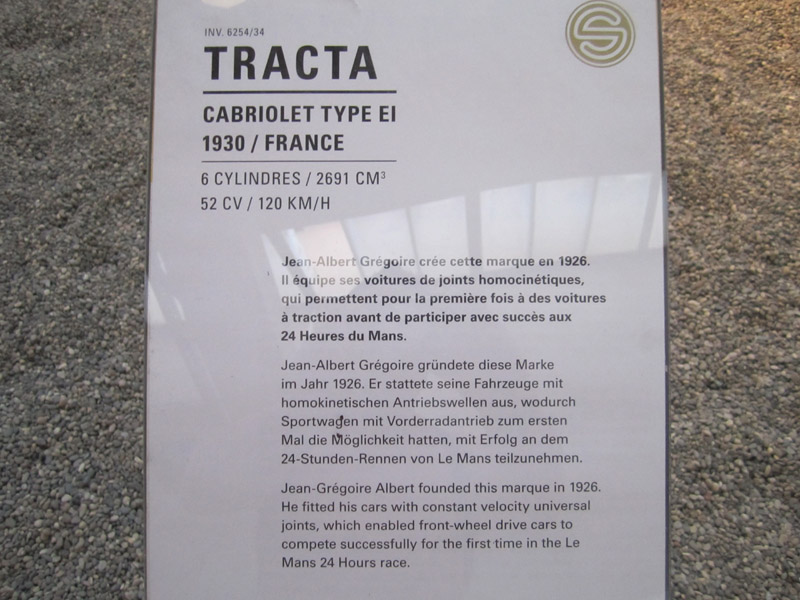 INV. 6254/34
TRACTA
CABRIOLET TYPE EI
1930 / FRANCE
6 CYLINDRES / 2691 CM³
52 CV / 120 KM/H
Jean-Albert Grégoire crée cette marque en 1926.
Il équipe ses voitures de joints homocinétiques,
qui permettent pour la première fois à des voitures
à traction avant de participer avec succès aux
24 Heures du Mans.
Jean-Albert Grégoire gründete diese Marke
im Jahr 1926. Er stattete seine Fahrzeuge mit
homokinetischen Antriebswellen aus, wodurch
Sportwagen mit Vorderradantrieb zum ersten
Mal die Möglichkeit hatten, mit Erfolg an dem
24-Stunden-Rennen von Le Mans teilzunehmen.
Jean-Grégoire Albert founded this marque in 1926.
He fitted his cars with constant velocity universal
joints, which enabled front-wheel drive cars to
compete successfully for the first time in the Le
Mans 24 Hours race.